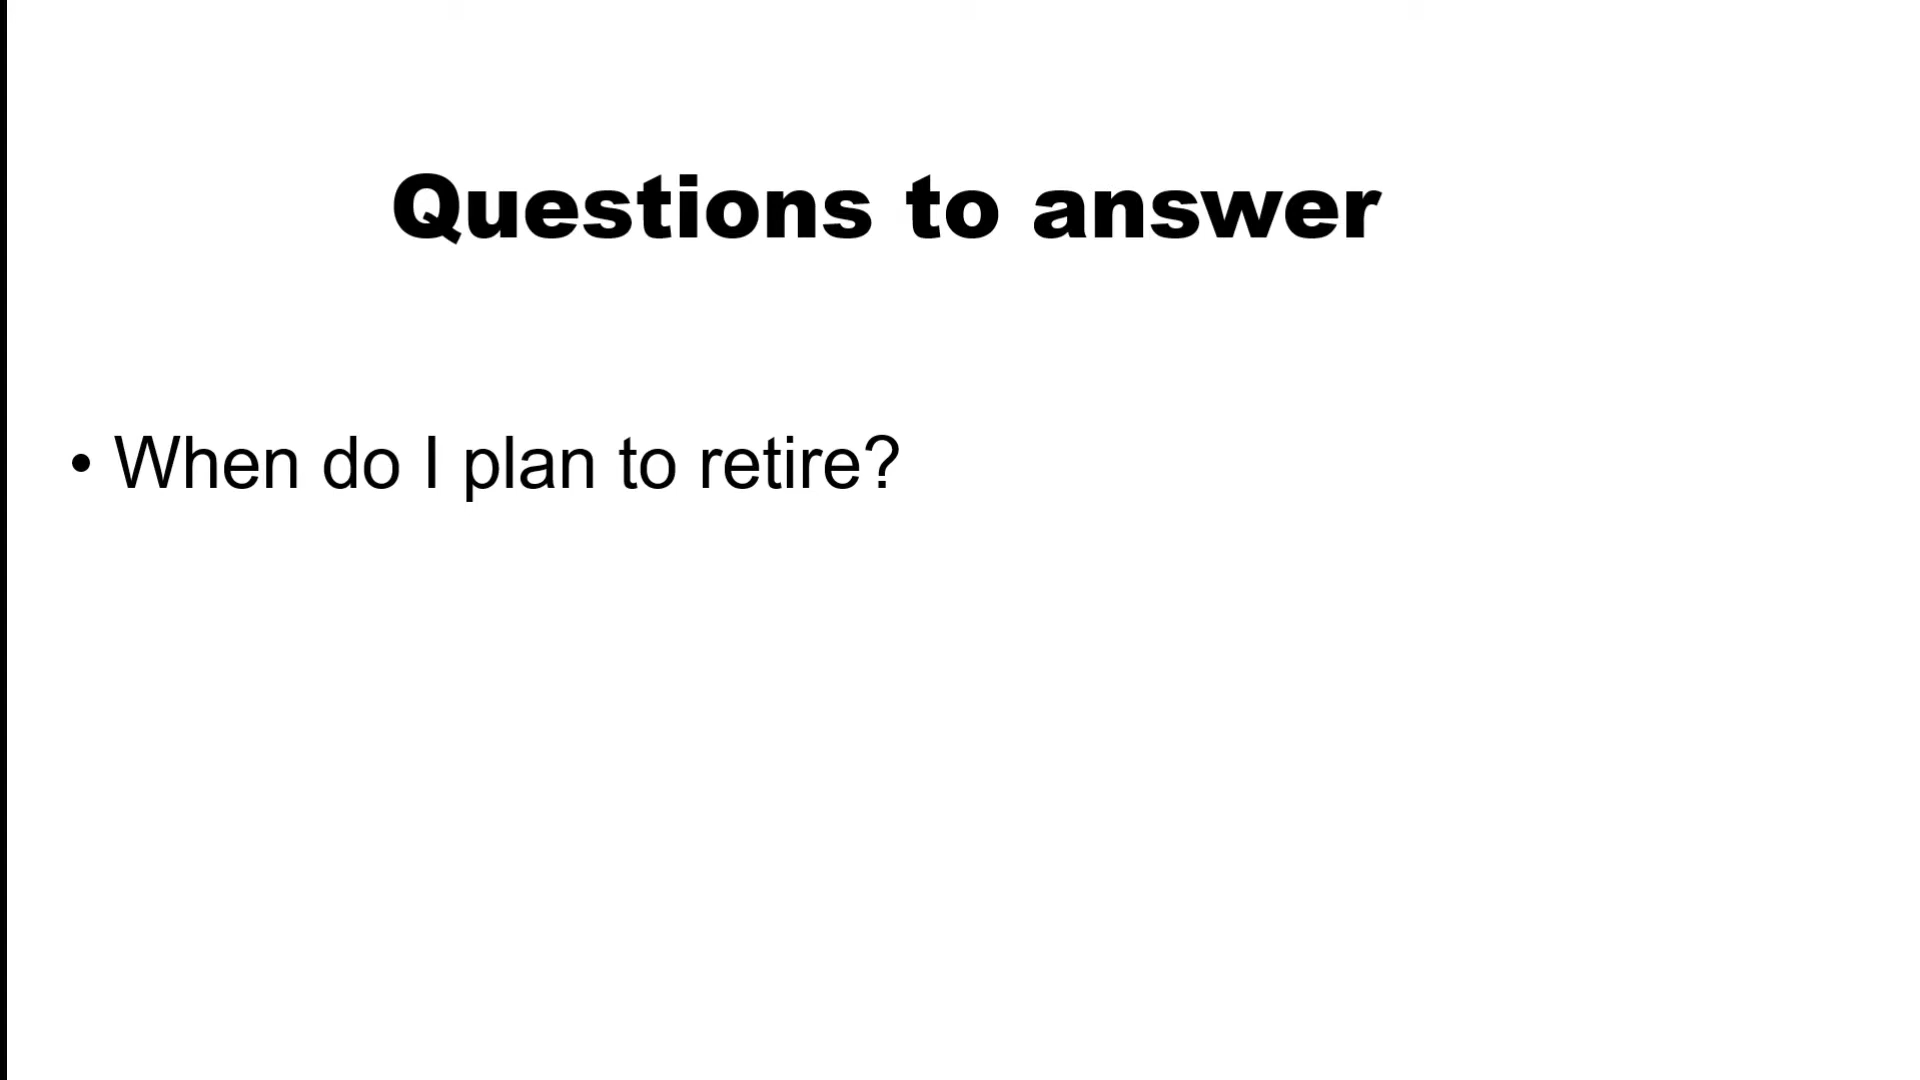 Questions to answer
• When do I plan to retire?